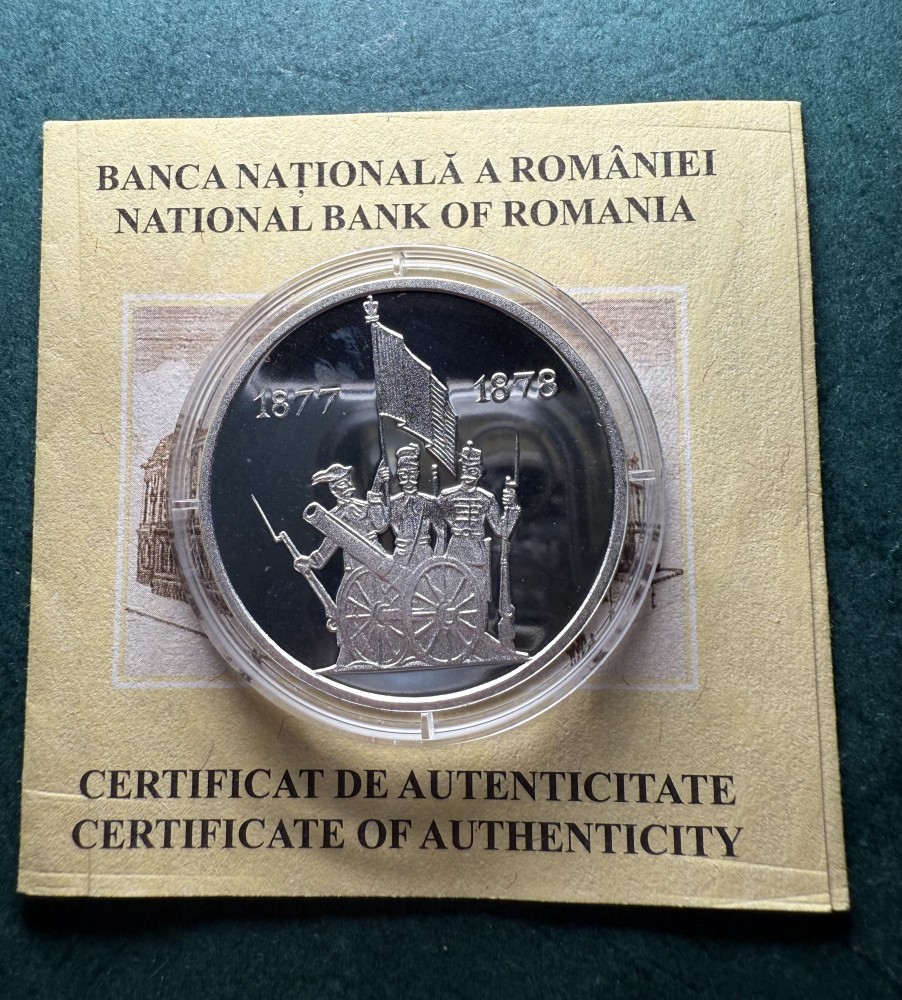 BANCA NAȚIONALĂ A ROMÂNIEI
NATIONAL BANK OF ROMANIA
1877 1878
CERTIFICAT DE AUTENTICITATE
CERTIFICATE OF AUTHENTICITY